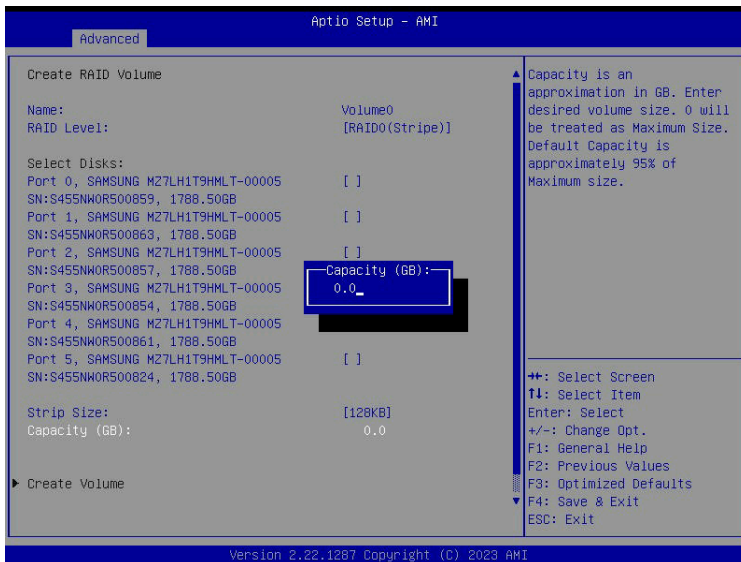 Aptio Setup - AMI
Advanced
Create RAID Volume
Name: Volume0
RAID Level: [RAID0(Stripe)]
Select Disks:
Port 0, SAMSUNG MZ7LH1T9HMLT-00005 [ ]
SN:S455NW0R500859, 1788.50GB
Port 1, SAMSUNG MZ7LH1T9HMLT-00005 [ ]
SN:S455NW0R500863, 1788.50GB
Port 2, SAMSUNG MZ7LH1T9HMLT-00005 [ ]
SN:S455NW0R500857, 1788.50GB
Port 3, SAMSUNG MZ7LH1T9HMLT-00005
SN:S455NW0R500854, 1788.50GB
Port 4, SAMSUNG MZ7LH1T9HMLT-00005
SN:S455NW0R500861, 1788.50GB
Port 5, SAMSUNG MZ7LH1T9HMLT-00005 [ ]
SN:S455NW0R500824, 1788.50GB
Strip Size: [128KB]
Capacity (GB): 0.0
Create Volume
Capacity (GB):
0.0_
Capacity is an
approximation in GB. Enter
desired volume size. 0 will
be treated as Maximum Size.
Default Capacity is
approximately 95% of
Maximum size.
→←: Select Screen
↑↓: Select Item
Enter: Select
+/-: Change Opt.
F1: General Help
F2: Previous Values
F3: Optimized Defaults
F4: Save & Exit
ESC: Exit
Version 2.22.1287 Copyright (C) 2023 AMI